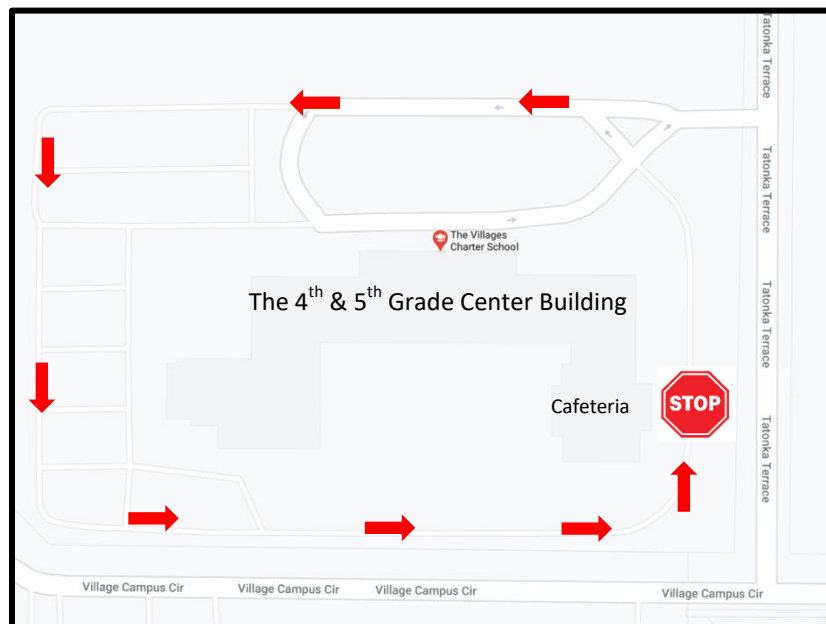 Tatonka Terrace
Tatonka Terrace
The Villages
Charter School
The 4th & 5th Grade Center Building
Tatonka Terrace
Cafeteria
STOP
Tatonka Terrace
Village Campus Cir
Village Campus Cir
Village Campus Cir
Village Campus Cir